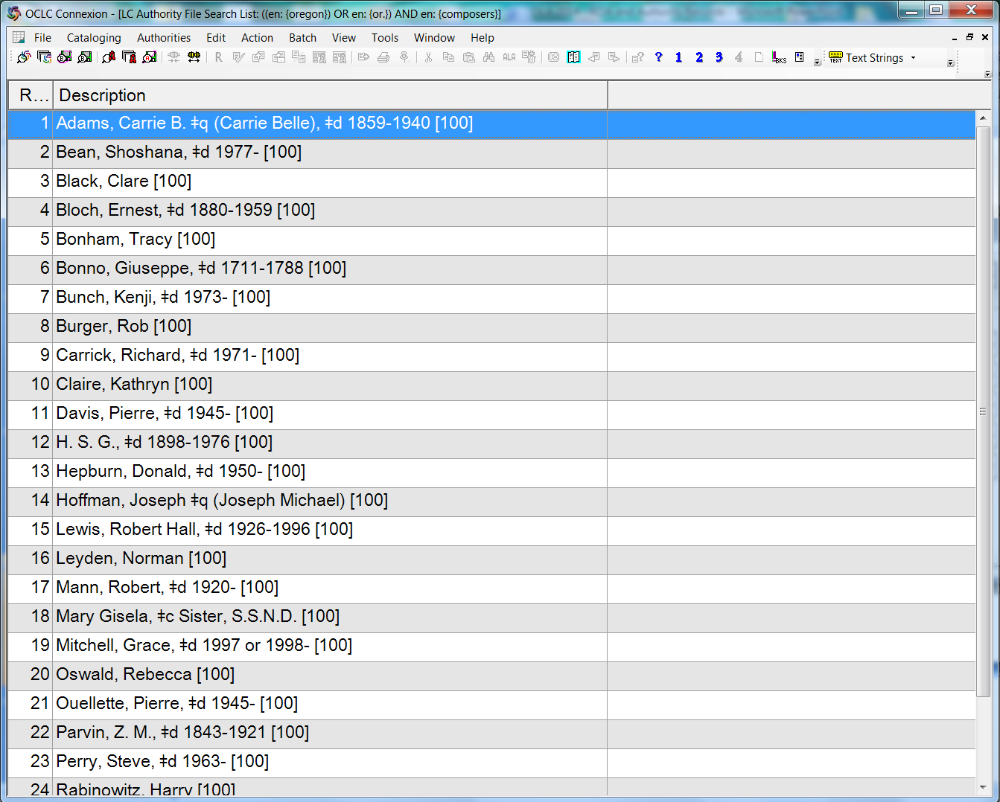 OCLC Connexion - [LC Authority File Search List: ((en: {oregon}) OR en: {or.}) AND en: {composers}]
File Cataloging Authorities Edit Action Batch View Tools Window Help
R ALA ? 1 2 3 4 BKS TEXT Text Strings
R... Description
1 Adams, Carrie B. ǂq (Carrie Belle), ǂd 1859-1940 [100]
2 Bean, Shoshana, ǂd 1977- [100]
3 Black, Clare [100]
4 Bloch, Ernest, ǂd 1880-1959 [100]
5 Bonham, Tracy [100]
6 Bonno, Giuseppe, ǂd 1711-1788 [100]
7 Bunch, Kenji, ǂd 1973- [100]
8 Burger, Rob [100]
9 Carrick, Richard, ǂd 1971- [100]
10 Claire, Kathryn [100]
11 Davis, Pierre, ǂd 1945- [100]
12 H. S. G., ǂd 1898-1976 [100]
13 Hepburn, Donald, ǂd 1950- [100]
14 Hoffman, Joseph ǂq (Joseph Michael) [100]
15 Lewis, Robert Hall, ǂd 1926-1996 [100]
16 Leyden, Norman [100]
17 Mann, Robert, ǂd 1920- [100]
18 Mary Gisela, ǂc Sister, S.S.N.D. [100]
19 Mitchell, Grace, ǂd 1997 or 1998- [100]
20 Oswald, Rebecca [100]
21 Ouellette, Pierre, ǂd 1945- [100]
22 Parvin, Z. M., ǂd 1843-1921 [100]
23 Perry, Steve, ǂd 1963- [100]
24 Rabinowitz, Harry [100]